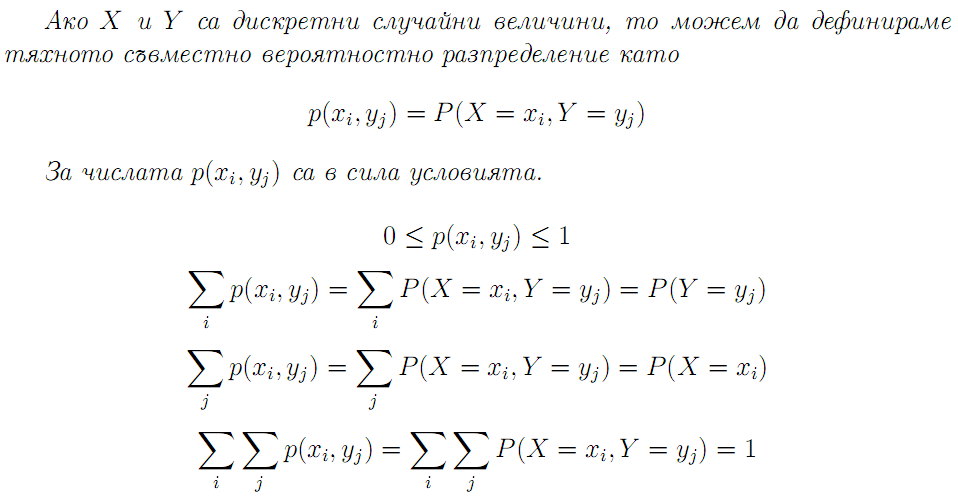 Ако X и Y са дискретни случайни величини, то можем да дефинираме
тяхното съвместно вероятностно разпределение като
p(x_i, y_j) = P(X = x_i, Y = y_j)
За числата p(x_i, y_j) са в сила условията.
0 ≤ p(x_i, y_j) ≤ 1
∑_i p(x_i, y_j) = ∑_i P(X = x_i, Y = y_j) = P(Y = y_j)
∑_j p(x_i, y_j) = ∑_j P(X = x_i, Y = y_j) = P(X = x_i)
∑_i ∑_j p(x_i, y_j) = ∑_i ∑_j P(X = x_i, Y = y_j) = 1